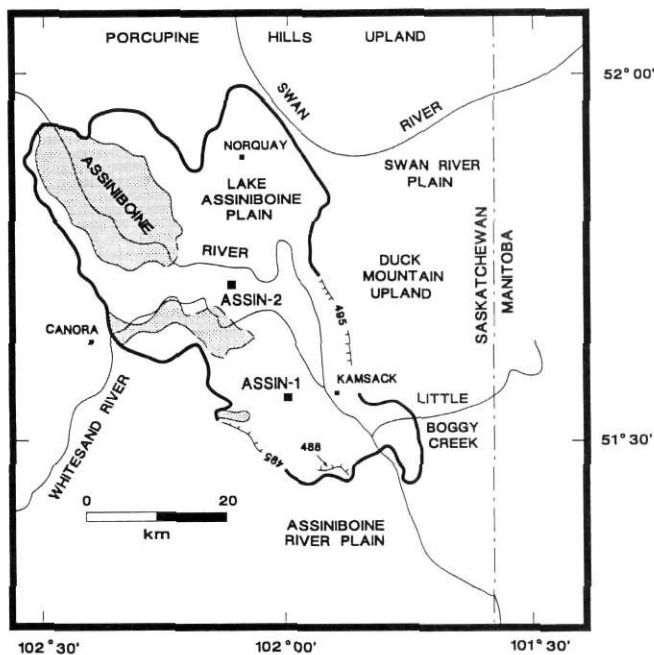 PORCUPINE HILLS UPLAND
52°00'
SWAN
RIVER
NORQUAY
SWAN RIVER
PLAIN
ASSINIBOINE
LAKE
ASSINIBOINE
PLAIN
RIVER
DUCK
MOUNTAIN
UPLAND
SASKATCHEWAN
MANITOBA
ASSIN-2
495
CANORA
ASSIN-1
KAMSACK
LITTLE
BOGGY
CREEK
51°30'
WHITESAND RIVER
495
488
0 20
km
ASSINIBOINE
RIVER PLAIN
102°30' 102°00' 101°30'